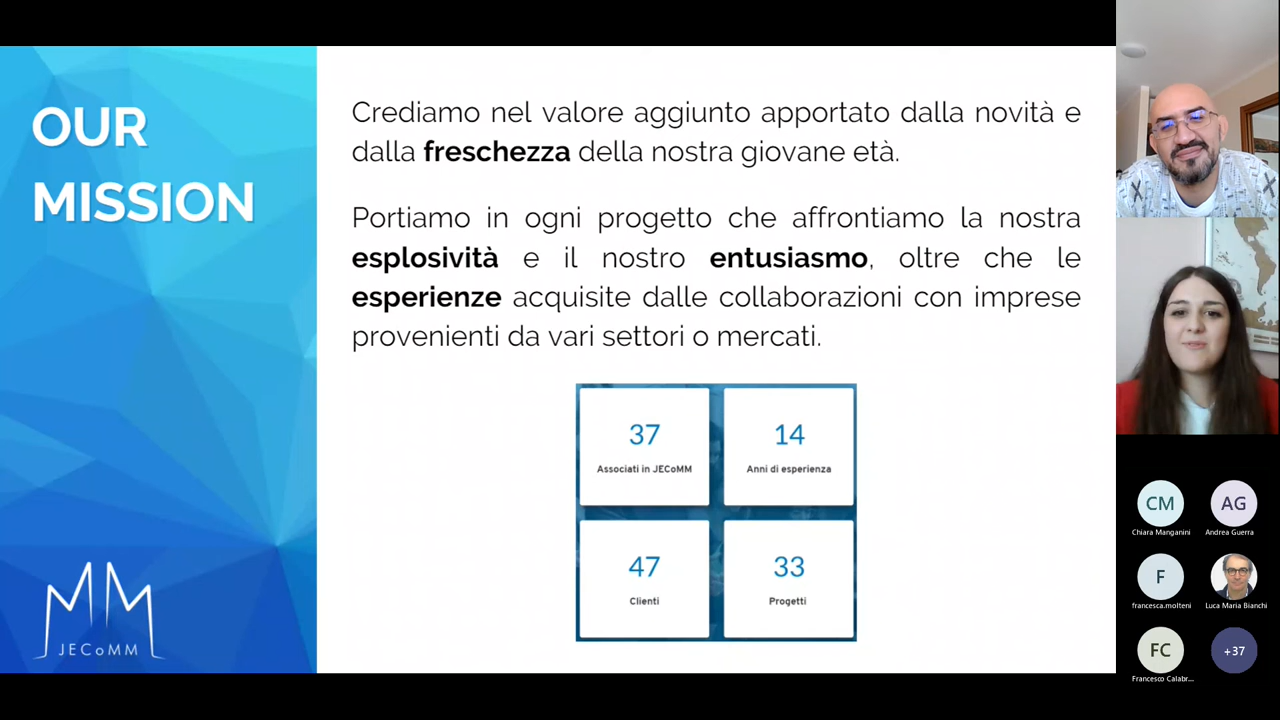 OUR
MISSION
Crediamo nel valore aggiunto apportato dalla novità e
dalla freschezza della nostra giovane età.
Portiamo in ogni progetto che affrontiamo la nostra
esplosività e il nostro entusiasmo, oltre che le
esperienze acquisite dalle collaborazioni con imprese
provenienti da vari settori o mercati.
37
Associati in JECoMM
14
Anni di esperienza
47
Clienti
33
Progetti
JECoMM
CM
Chiara Manganini
AG
Andrea Guerra
F
francesca.molteni
Luca Maria Bianchi
FC
Francesco Calabr...
+37